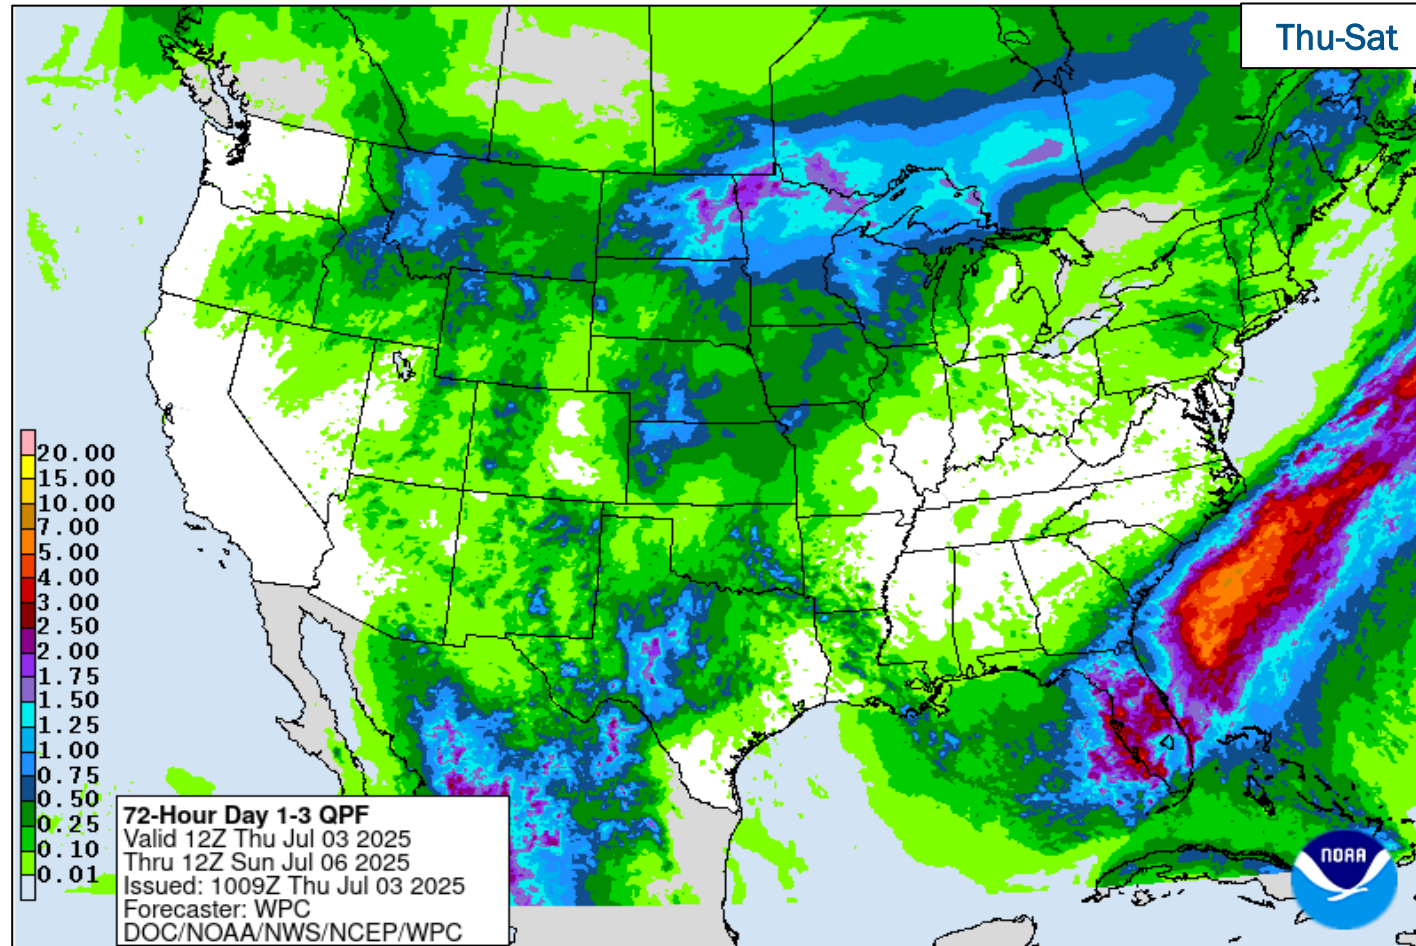 Thu-Sat
20.00
15.00
10.00
7.00
5.00
4.00
3.00
2.50
2.00
1.75
1.50
1.25
1.00
0.75
0.50
0.25
0.10
0.01
72-Hour Day 1-3 QPF
Valid 12Z Thu Jul 03 2025
Thru 12Z Sun Jul 06 2025
Issued: 1009Z Thu Jul 03 2025
Forecaster: WPC
DOC/NOAA/NWS/NCEP/WPC
NOAA